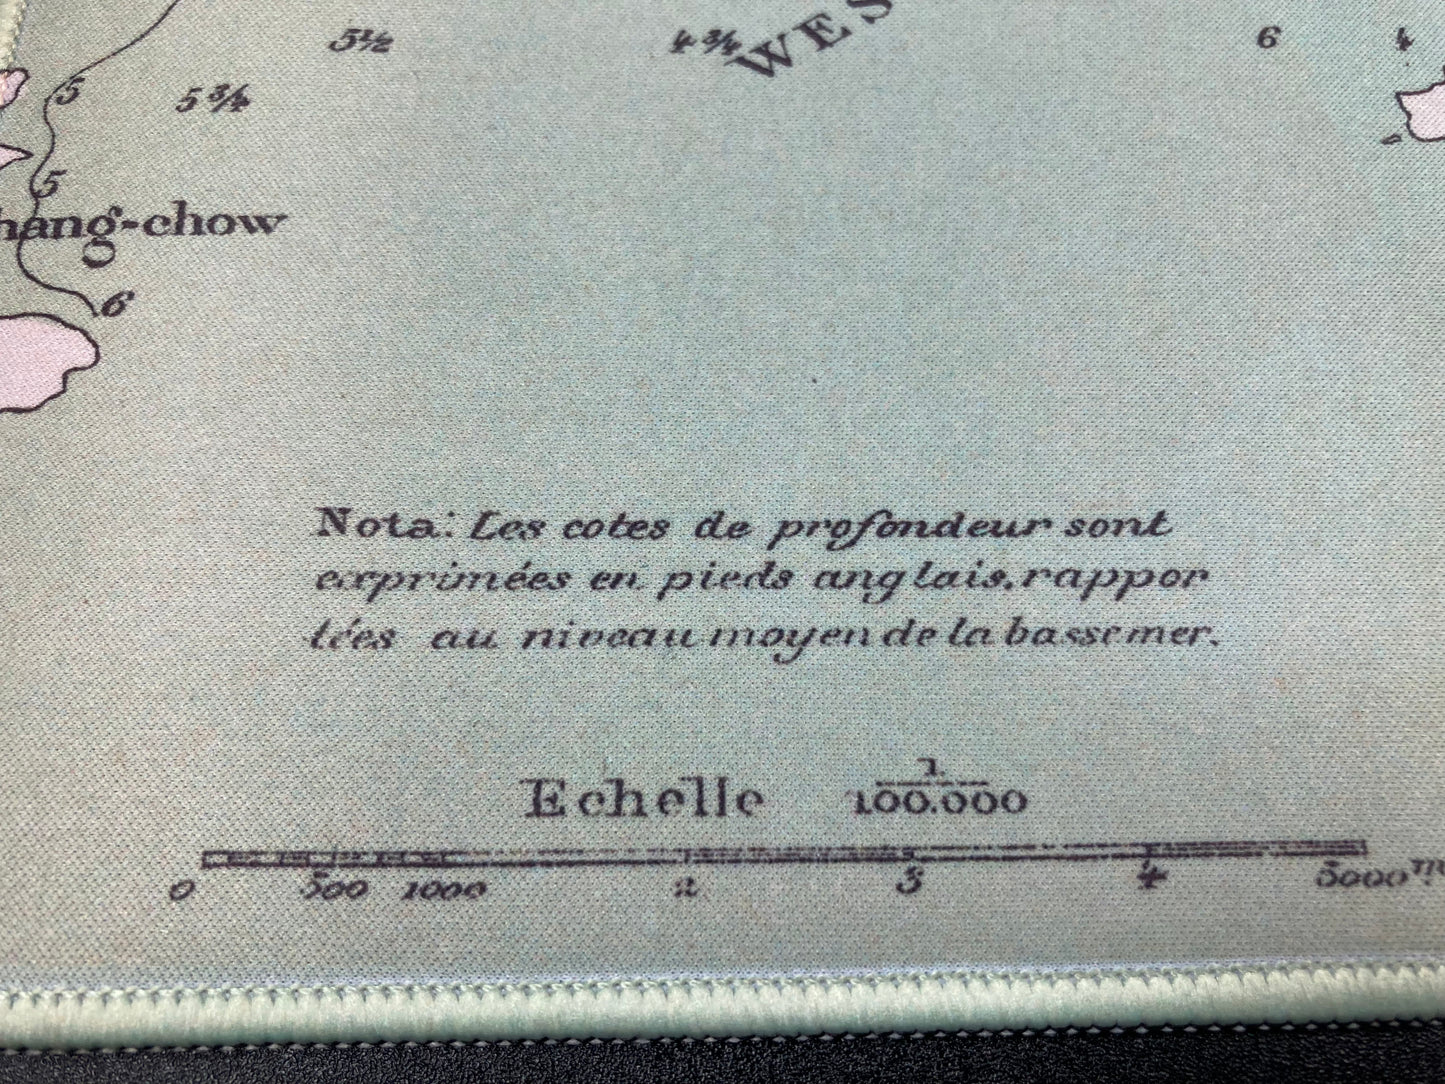 5½ 4¾ WES 6 4
5 5¾
5
hang-chow
6
Nota: Les cotes de profondeur sont
exprimées en pieds anglais. rappor
tées au niveau moyen de la basse mer.
Echelle 1/100.000
0 500 1000 2 3 4 5000m